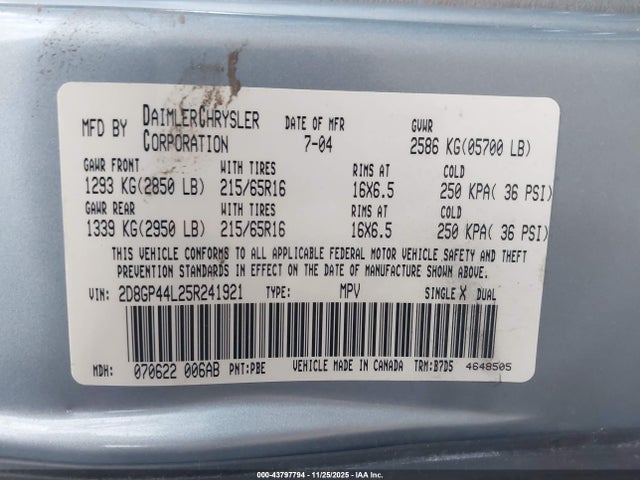 MFD BY DAIMLERCHRYSLER CORPORATION DATE OF MFR 7-04 GVWR 2586 KG(05700 LB)
GAWR FRONT WITH TIRES RIMS AT COLD
1293 KG(2850 LB) 215/65R16 16X6.5 250 KPA( 36 PSI)
GAWR REAR WITH TIRES RIMS AT COLD
1339 KG(2950 LB) 215/65R16 16X6.5 250 KPA( 36 PSI)
THIS VEHICLE CONFORMS TO ALL APPLICABLE FEDERAL MOTOR VEHICLE SAFETY AND THEFT
PREVENTION STANDARDS IN EFFECT ON THE DATE OF MANUFACTURE SHOWN ABOVE.
VIN: 2D8GP44L25R241921 TYPE: MPV SINGLE X DUAL
MDH: 070622 006AB PNT:PBE VEHICLE MADE IN CANADA TRM:B7D5 4648505
000-43797794 - 11/25/2025 - IAA Inc.